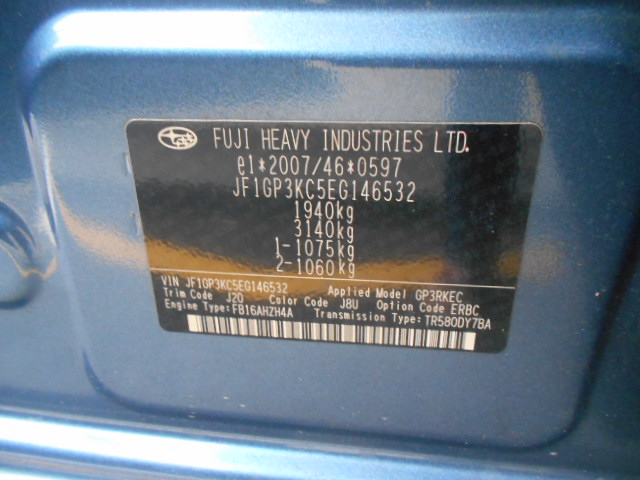 FUJI HEAVY INDUSTRIES LTD.
e1*2007/46*0597
JF1GP3KC5EG146532
1940kg
3140kg
1-1075kg
2-1060kg
VIN JF1GP3KC5EG146532 Applied Model GP3RKEC
Trim Code J20 Color Code J8U Option Code ERBC
Engine Type:FB16AHZH4A Transmission Type:TR580DY7BA